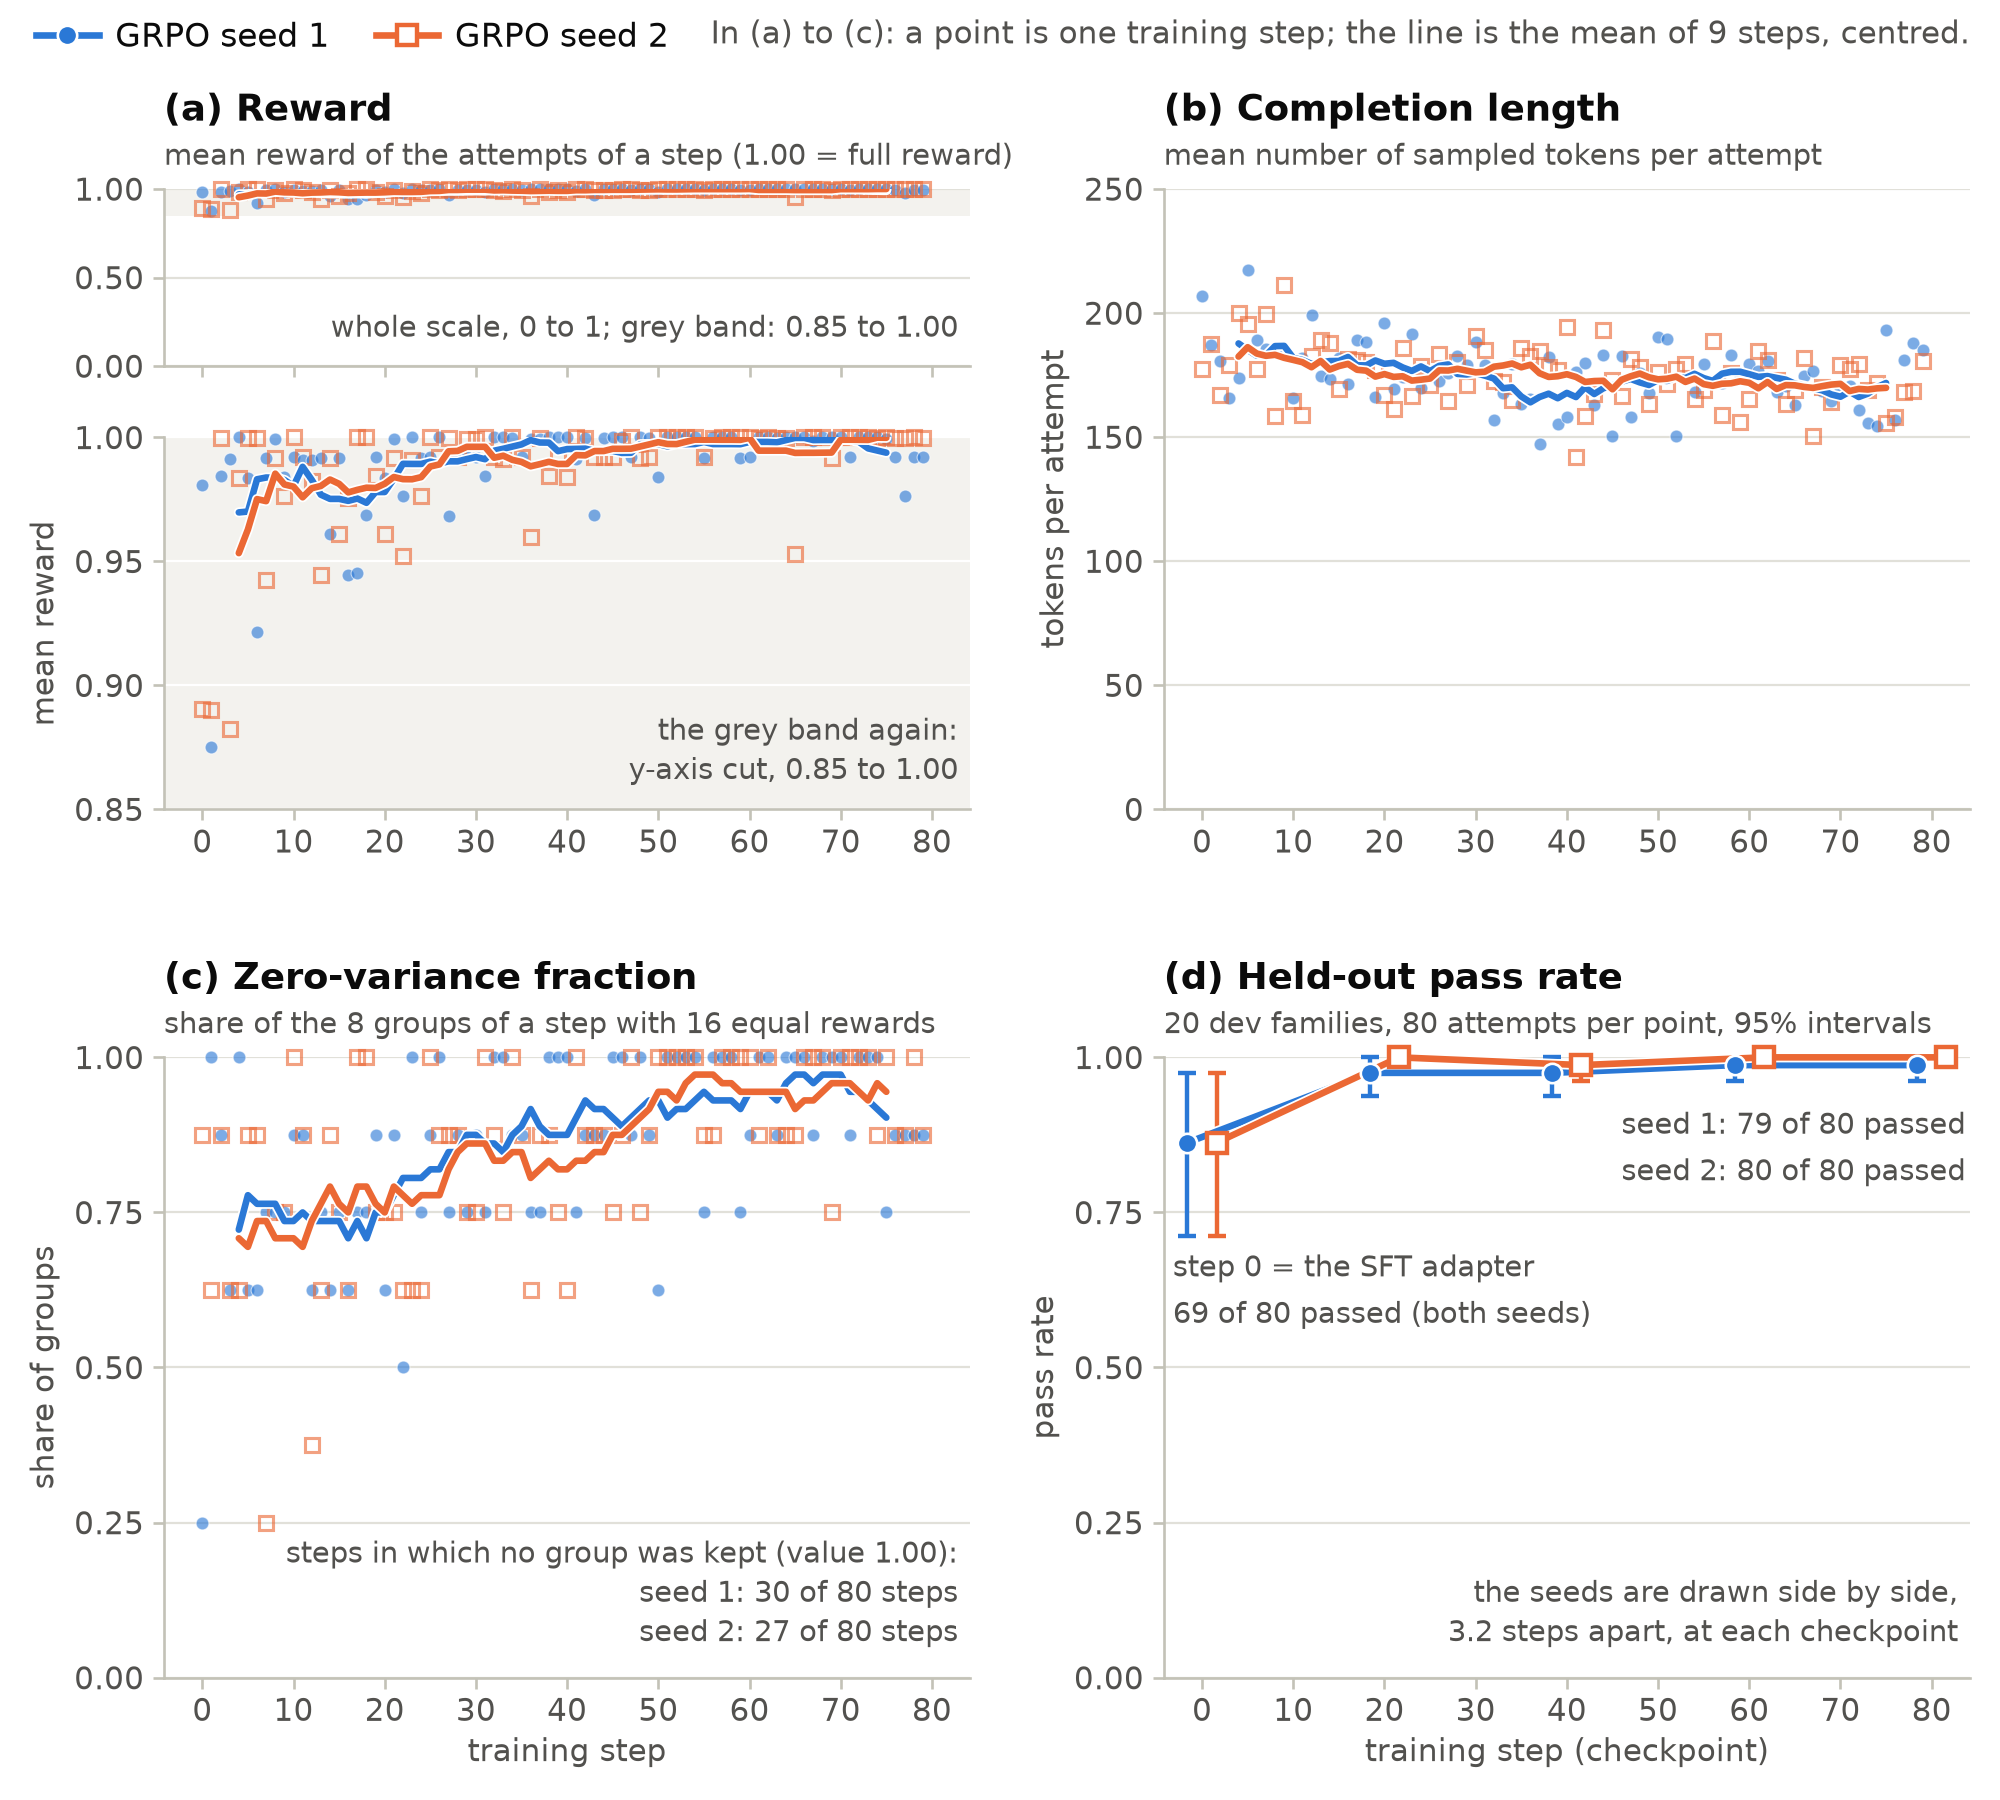 GRPO seed 1
GRPO seed 2
In (a) to (c): a point is one training step; the line is the mean of 9 steps, centred.
(a) Reward
mean reward of the attempts of a step (1.00 = full reward)
1.00
0.50
0.00
whole scale, 0 to 1; grey band: 0.85 to 1.00
1.00
0.95
0.90
0.85
mean reward
the grey band again:
y-axis cut, 0.85 to 1.00
0 10 20 30 40 50 60 70 80
(b) Completion length
mean number of sampled tokens per attempt
250
200
150
100
50
0
tokens per attempt
0 10 20 30 40 50 60 70 80
(c) Zero-variance fraction
share of the 8 groups of a step with 16 equal rewards
1.00
0.75
0.50
0.25
0.00
share of groups
steps in which no group was kept (value 1.00):
seed 1: 30 of 80 steps
seed 2: 27 of 80 steps
0 10 20 30 40 50 60 70 80
training step
(d) Held-out pass rate
20 dev families, 80 attempts per point, 95% intervals
1.00
0.75
0.50
0.25
0.00
pass rate
seed 1: 79 of 80 passed
seed 2: 80 of 80 passed
step 0 = the SFT adapter
69 of 80 passed (both seeds)
the seeds are drawn side by side,
3.2 steps apart, at each checkpoint
0 10 20 30 40 50 60 70 80
training step (checkpoint)